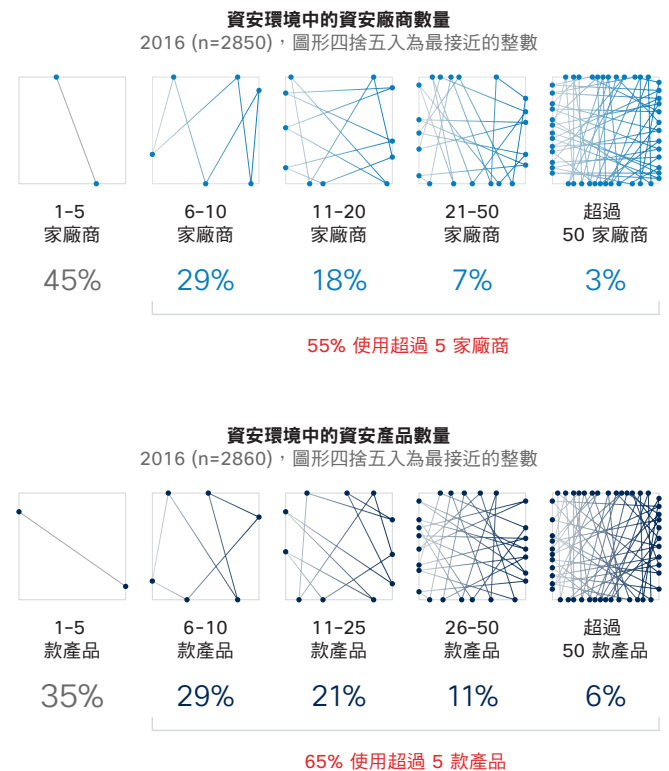 資安環境中的資安廠商數量
2016 (n=2850)，圖形四捨五入為最接近的整數
1-5 6-10 11-20 21-50 超過
家廠商 家廠商 家廠商 家廠商 50 家廠商
45% 29% 18% 7% 3%
55% 使用超過 5 家廠商
資安環境中的資安產品數量
2016 (n=2860)，圖形四捨五入為最接近的整數
1-5 6-10 11-25 26-50 超過
款產品 款產品 款產品 款產品 50 款產品
35% 29% 21% 11% 6%
65% 使用超過 5 款產品